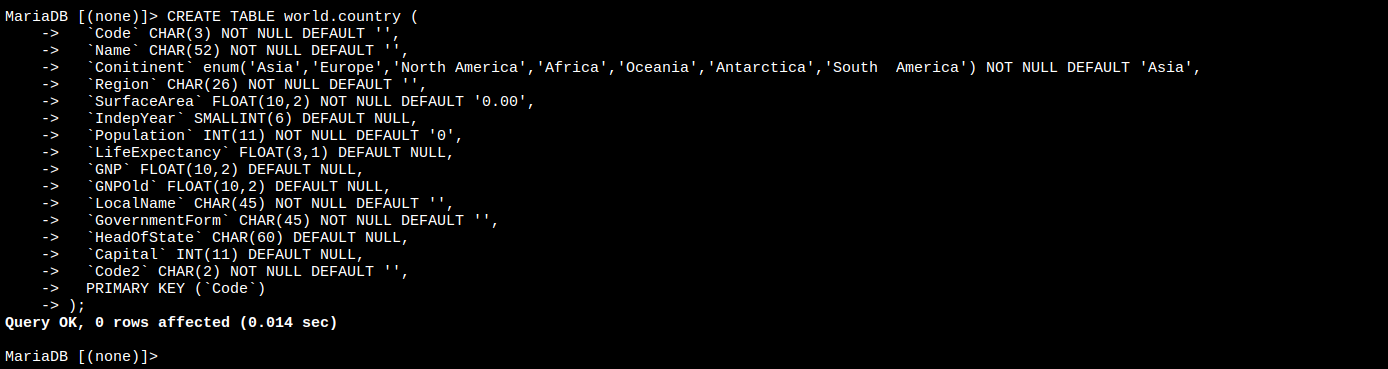 MariaDB [(none)]> CREATE TABLE world.country (
    ->   `Code` CHAR(3) NOT NULL DEFAULT '',
    ->   `Name` CHAR(52) NOT NULL DEFAULT '',
    ->   `Conitinent` enum('Asia','Europe','North America','Africa','Oceania','Antarctica','South  America') NOT NULL DEFAULT 'Asia',
    ->   `Region` CHAR(26) NOT NULL DEFAULT '',
    ->   `SurfaceArea` FLOAT(10,2) NOT NULL DEFAULT '0.00',
    ->   `IndepYear` SMALLINT(6) DEFAULT NULL,
    ->   `Population` INT(11) NOT NULL DEFAULT '0',
    ->   `LifeExpectancy` FLOAT(3,1) DEFAULT NULL,
    ->   `GNP` FLOAT(10,2) DEFAULT NULL,
    ->   `GNPOld` FLOAT(10,2) DEFAULT NULL,
    ->   `LocalName` CHAR(45) NOT NULL DEFAULT '',
    ->   `GovernmentForm` CHAR(45) NOT NULL DEFAULT '',
    ->   `HeadOfState` CHAR(60) DEFAULT NULL,
    ->   `Capital` INT(11) DEFAULT NULL,
    ->   `Code2` CHAR(2) NOT NULL DEFAULT '',
    ->   PRIMARY KEY (`Code`)
    -> );
Query OK, 0 rows affected (0.014 sec)

MariaDB [(none)]>